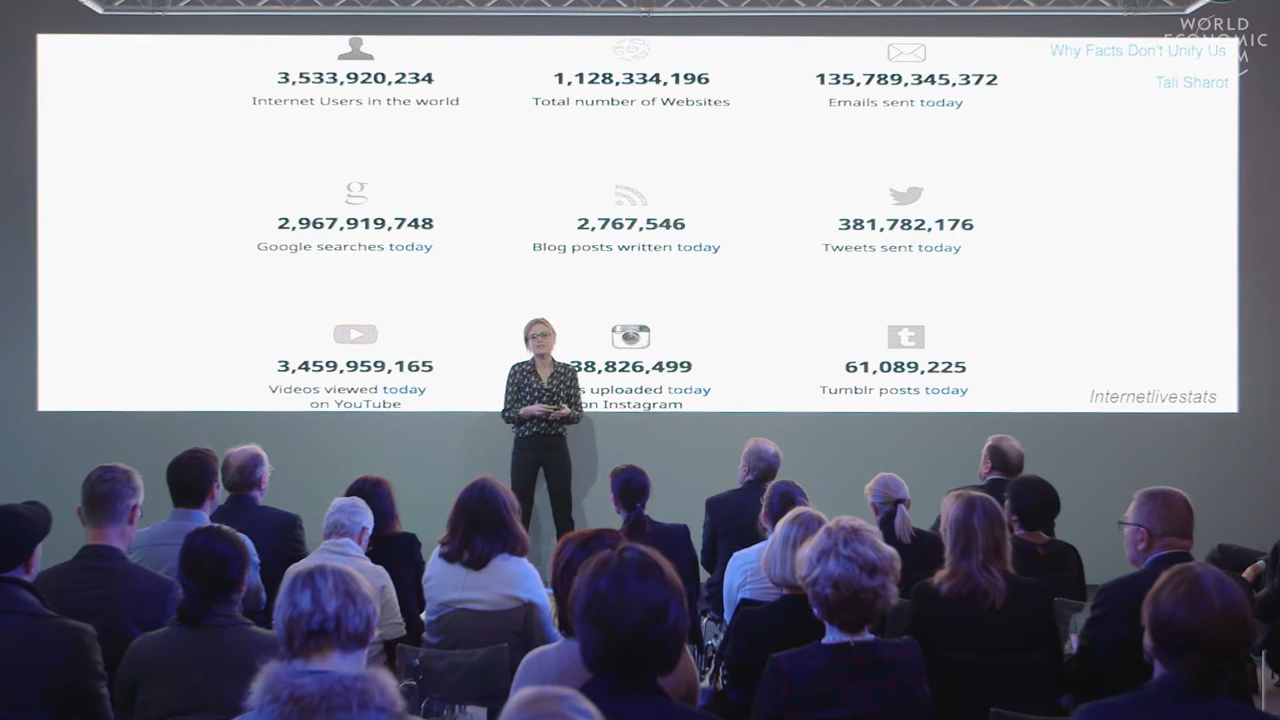 WORLD
ECONOMIC
Why Facts Don't Unify Us
Tali Sharot
3,533,920,234
Internet Users in the world
1,128,334,196
Total number of Websites
135,789,345,372
Emails sent today
g
2,967,919,748
Google searches today
2,767,546
Blog posts written today
381,782,176
Tweets sent today
3,459,959,165
Videos viewed today
on YouTube
38,826,499
uploaded today
on Instagram
t
61,089,225
Tumblr posts today
Internetlivestats